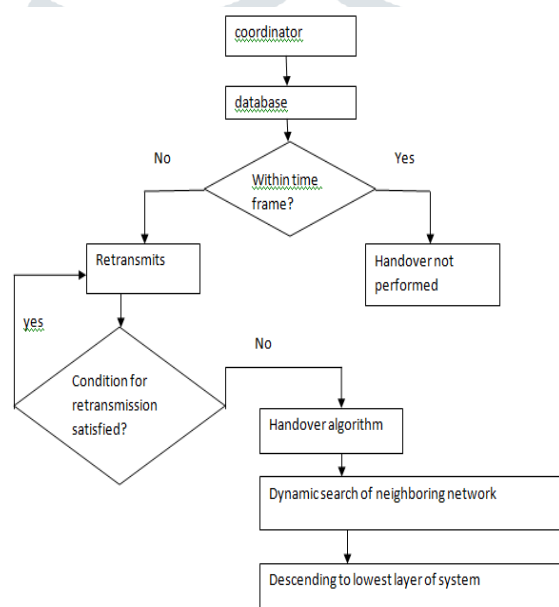 coordinator
database
No
Yes
Within time
frame?
Retransmits
Handover not
performed
yes
No
Condition for
retransmission
satisfied?
Handover algorithm
Dynamic search of neighboring network
Descending to lowest layer of system